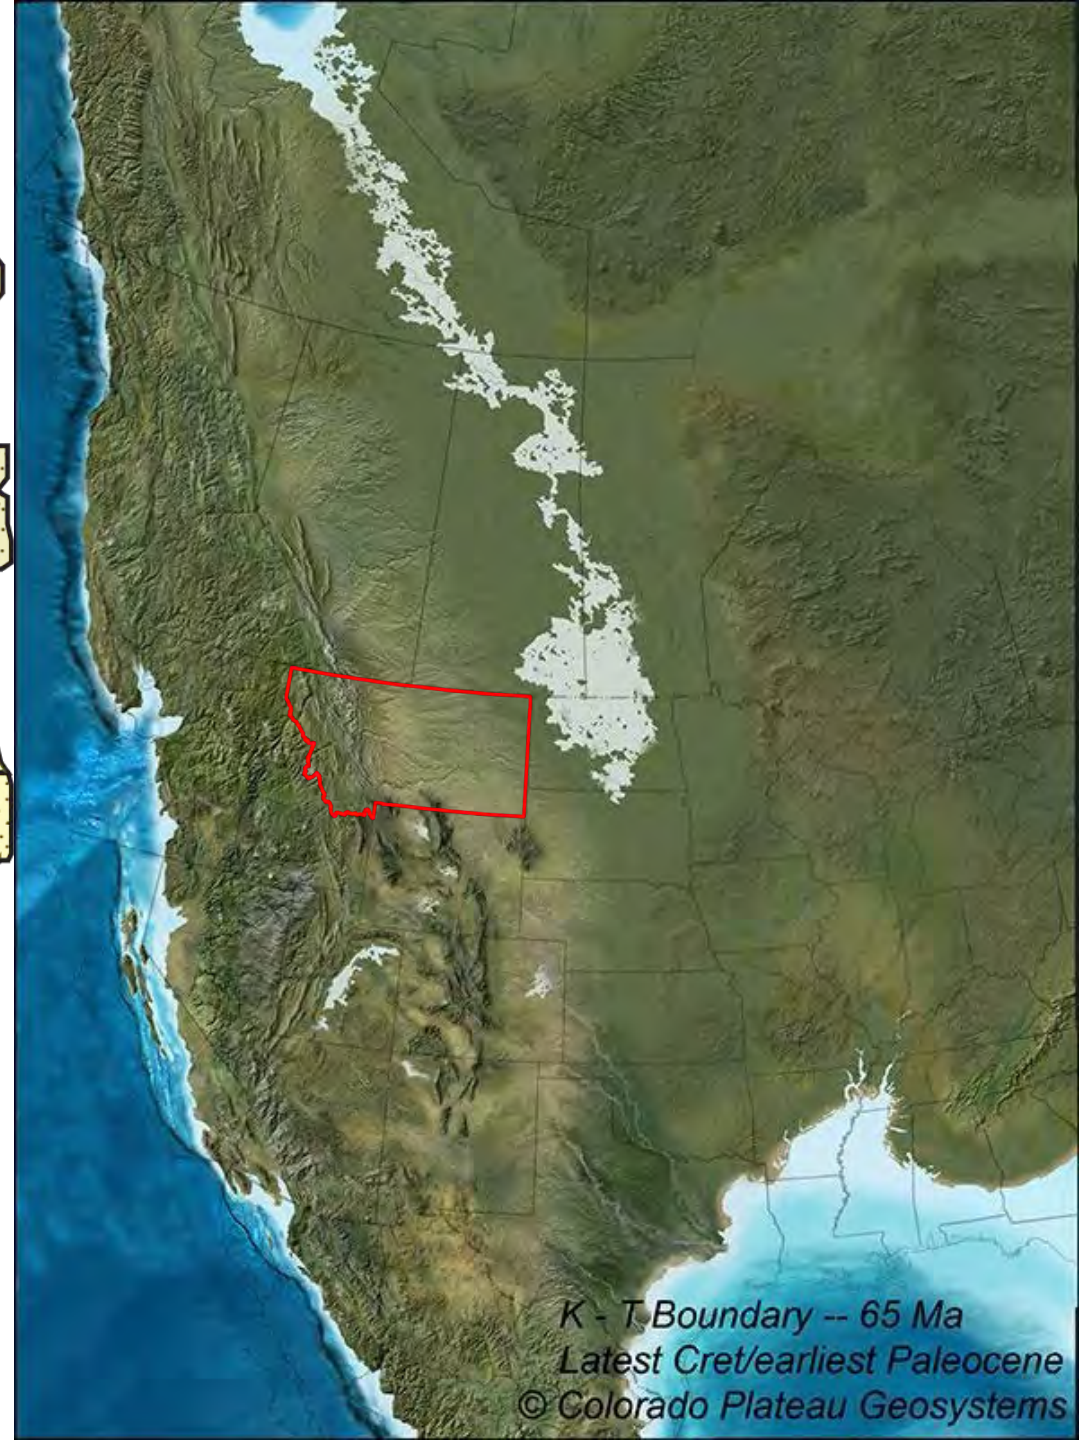 K - T Boundary -- 65 Ma
Latest Cret/earliest Paleocene
© Colorado Plateau Geosystems